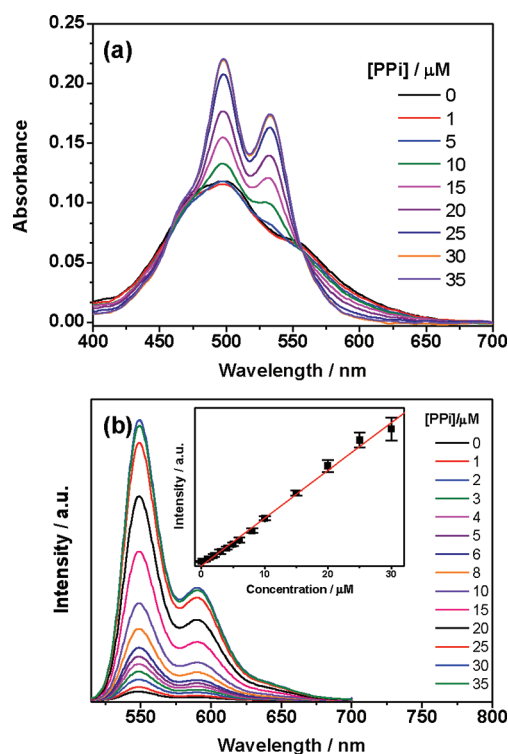 (a)
[PPi] / μM
0
1
5
10
15
20
25
30
35
Absorbance
0.25
0.20
0.15
0.10
0.05
0.00
400 450 500 550 600 650 700
Wavelength / nm
(b)
[PPi]/μM
0
1
2
3
4
5
6
8
10
15
20
25
30
35
Intensity / a.u.
Intensity / a.u.
0 10 20 30
Concentration / μM
550 600 650 700 750 800
Wavelength / nm